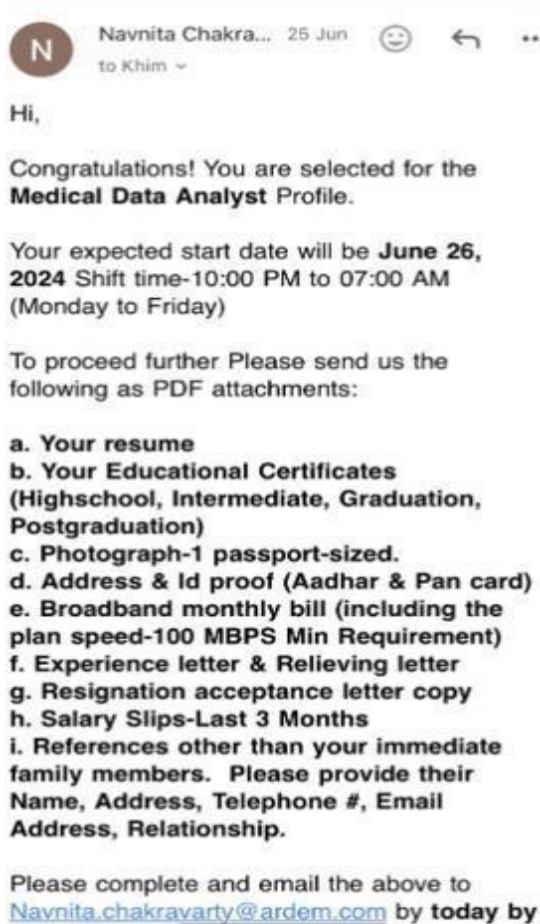 N
Navnita Chakra... 25 Jun
to Khim
Hi,
Congratulations! You are selected for the
Medical Data Analyst Profile.
Your expected start date will be June 26,
2024 Shift time-10:00 PM to 07:00 AM
(Monday to Friday)
To proceed further Please send us the
following as PDF attachments:
a. Your resume
b. Your Educational Certificates
(Highschool, Intermediate, Graduation,
Postgraduation)
c. Photograph-1 passport-sized.
d. Address & Id proof (Aadhar & Pan card)
e. Broadband monthly bill (including the
plan speed-100 MBPS Min Requirement)
f. Experience letter & Relieving letter
g. Resignation acceptance letter copy
h. Salary Slips-Last 3 Months
i. References other than your immediate
family members. Please provide their
Name, Address, Telephone #, Email
Address, Relationship.
Please complete and email the above to
Navnita.chakravarty@ardem.com by today by